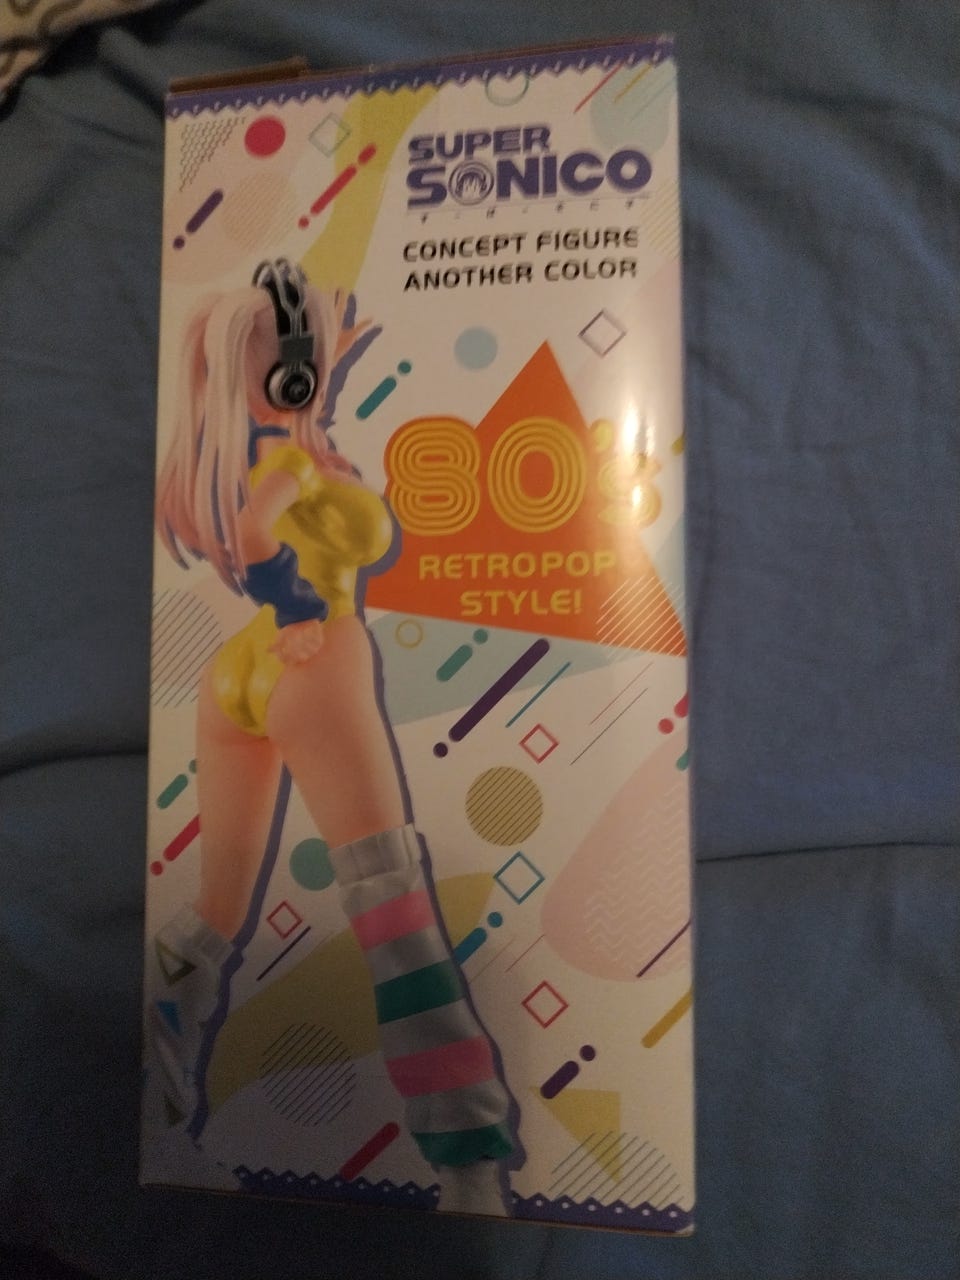 SUPER
SONICO
CONCEPT FIGURE
ANOTHER COLOR
80's
RETROPOP
STYLE!